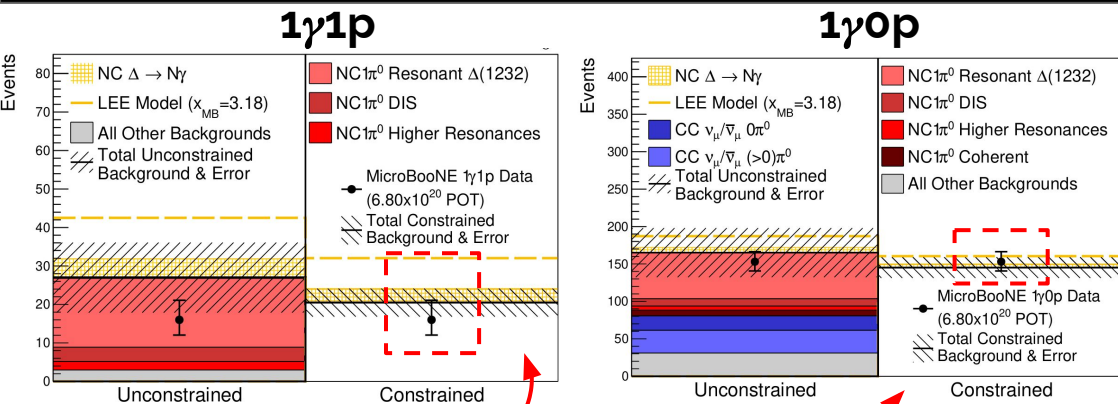 1γ1p
Events
80
70
60
50
40
30
20
10
0
NC Δ → Nγ
LEE Model (x_MB=3.18)
All Other Backgrounds
Total Unconstrained
Background & Error
NC1π⁰ Resonant Δ(1232)
NC1π⁰ DIS
NC1π⁰ Higher Resonances
MicroBooNE 1γ1p Data
(6.80x10²⁰ POT)
Total Constrained
Background & Error
Unconstrained
Constrained
1γ0p
Events
400
350
300
250
200
150
100
50
0
NC Δ → Nγ
LEE Model (x_MB=3.18)
CC ν_μ/ν̅_μ 0π⁰
CC ν_μ/ν̅_μ (>0)π⁰
Total Unconstrained
Background & Error
NC1π⁰ Resonant Δ(1232)
NC1π⁰ DIS
NC1π⁰ Higher Resonances
NC1π⁰ Coherent
All Other Backgrounds
MicroBooNE 1γ0p Data
(6.80x10²⁰ POT)
Total Constrained
Background & Error
Unconstrained
Constrained